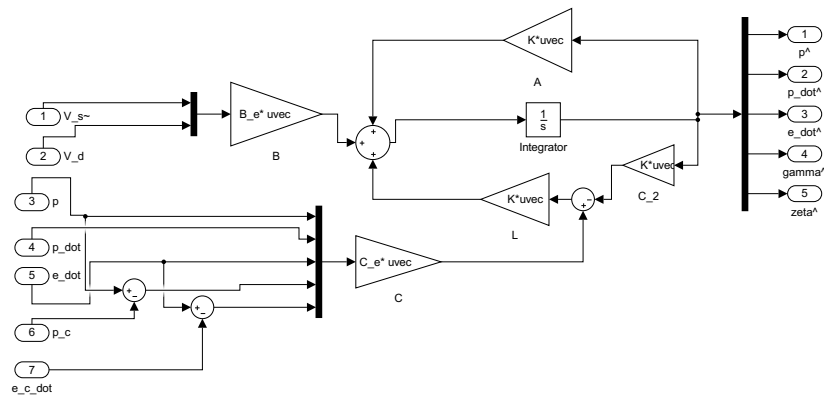 K*uvec
A
1
p^
2
p_dot^
1
V_s~
B_e* uvec
B
+
+
+
1
s
Integrator
3
e_dot^
2
V_d
K*uvec
C_2
4
gamma^
3
p
K*uvec
L
−
+
5
zeta^
4
p_dot
5
e_dot
C_e* uvec
C
+
−
+
−
6
p_c
7
e_c_dot